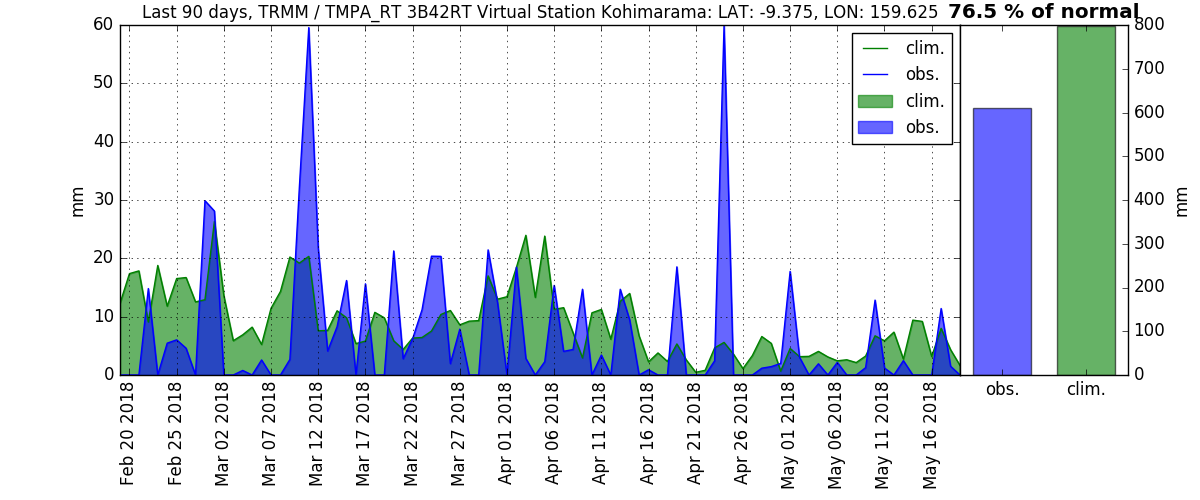 Last 90 days, TRMM / TMPA_RT 3B42RT Virtual Station Kohimarama: LAT: -9.375, LON: 159.625 76.5 % of normal
60
50
40
30
20
10
0
mm
clim.
obs.
clim.
obs.
Feb 20 2018
Feb 25 2018
Mar 02 2018
Mar 07 2018
Mar 12 2018
Mar 17 2018
Mar 22 2018
Mar 27 2018
Apr 01 2018
Apr 06 2018
Apr 11 2018
Apr 16 2018
Apr 21 2018
Apr 26 2018
May 01 2018
May 06 2018
May 11 2018
May 16 2018
800
700
600
500
400
300
200
100
0
mm
obs. clim.